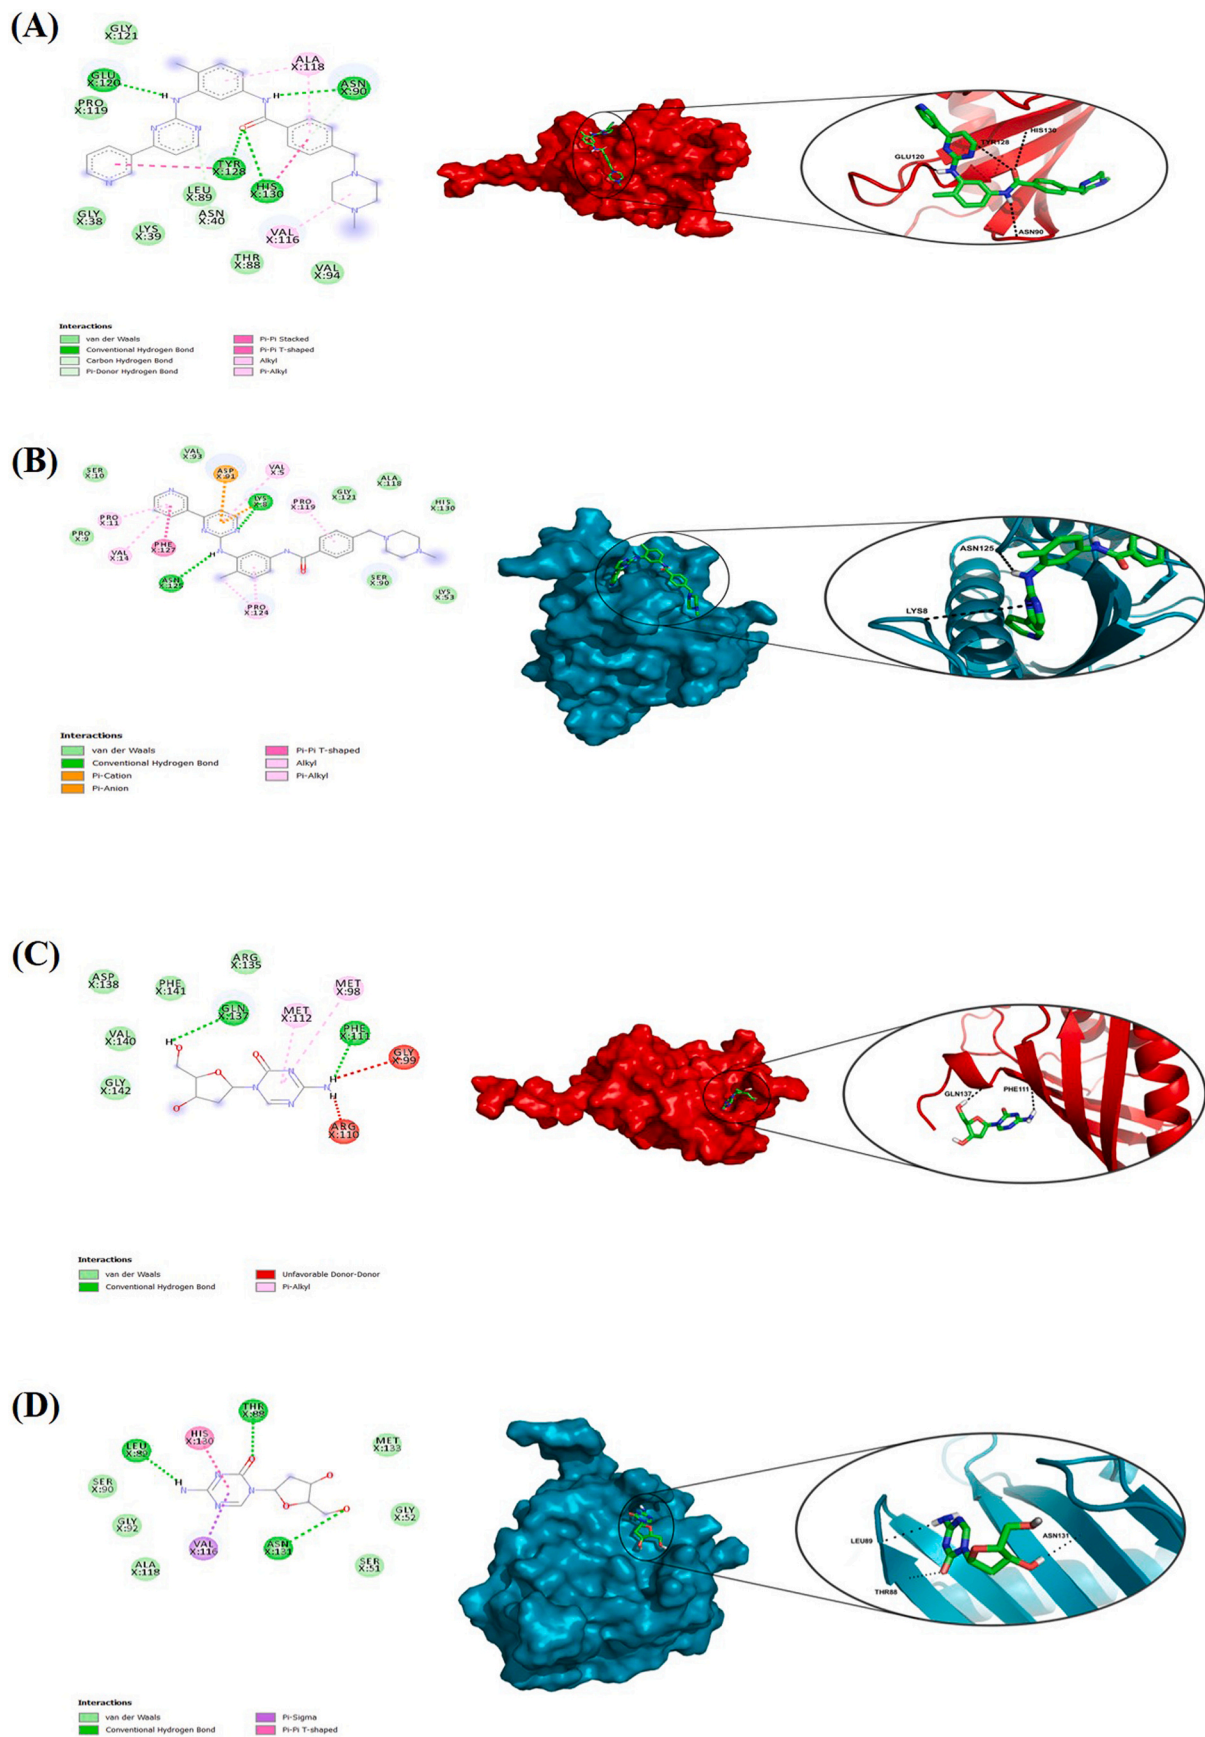 (A)
GLY
X:121
GLU
X:120
PRO
X:119
ALA
X:118
ASN
X:90
H
N
H
N
O
N
N
N
TYR
X:128
HIS
X:130
LEU
X:89
ASN
X:40
GLY
X:38
LYS
X:39
VAL
X:116
THR
X:88
VAL
X:94
N
N
GLU120
TYR128
HIS130
ASN90
Interactions
van der Waals
Conventional Hydrogen Bond
Carbon Hydrogen Bond
Pi-Donor Hydrogen Bond
Pi-Pi Stacked
Pi-Pi T-shaped
Alkyl
Pi-Alkyl
(B)
SER
X:10
VAL
X:93
ASP
X:91
VAL
X:5
LYS
X:8
PRO
X:119
GLY
X:121
ALA
X:118
HIS
X:130
PRO
X:11
PRO
X:9
VAL
X:14
PHE
X:127
ASN
X:125
PRO
X:124
SER
X:90
LYS
X:53
H
ASN125
LYS8
Interactions
van der Waals
Conventional Hydrogen Bond
Pi-Cation
Pi-Anion
Pi-Pi T-shaped
Alkyl
Pi-Alkyl
(C)
ASP
X:138
PHE
X:141
ARG
X:135
GLN
X:137
MET
X:112
MET
X:98
PHE
X:111
GLY
X:99
VAL
X:140
GLY
X:142
ARG
X:110
H
O
O
O
O
N
N
N
N
H
H
GLN137
PHE111
Interactions
van der Waals
Conventional Hydrogen Bond
Unfavorable Donor-Donor
Pi-Alkyl
(D)
THR
X:88
HIS
X:130
LEU
X:89
MET
X:133
SER
X:90
GLY
X:92
GLY
X:52
VAL
X:116
ASN
X:131
ALA
X:118
SER
X:51
H
N
N
N
N
O
LEU89
THR88
ASN131
Interactions
van der Waals
Conventional Hydrogen Bond
Pi-Sigma
Pi-Pi T-shaped